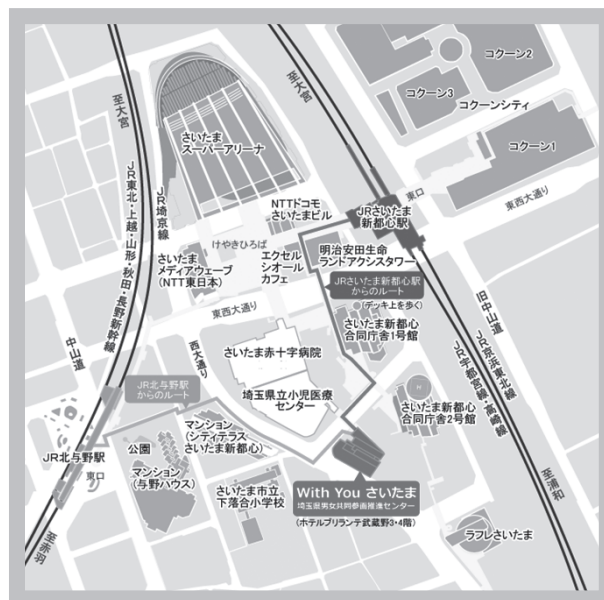 コクーン2
コクーン3
コクーンシティ
コクーン1
至大宮
至大宮
さいたま
スーパーアリーナ
JR埼京線
JR東北・上越・山形・秋田・長野新幹線
NTTドコモ
さいたまビル
JRさいたま
新都心駅
東口
東西大通り
けやきひろば
さいたま
メディアウェーブ
(NTT東日本)
エクセル
シオール
カフェ
明治安田生命
ランドアクシスタワー
JRさいたま新都心駅
からのルート
(デッキ上を歩く)
東西大通り
旧中山道
中山道
西大通り
さいたま赤十字病院
さいたま新都心
合同庁舎1号館
JR京浜東北線
JR宇都宮線・高崎線
JR北与野駅
からのルート
埼玉県立小児医療
センター
H
さいたま新都心
合同庁舎2号館
マンション
(シティテラス
さいたま新都心)
公園
JR北与野駅
東口
マンション
(与野ハウス)
さいたま市立
下落合小学校
With You さいたま
埼玉県男女共同参画推進センター
(ホテルブリランテ武蔵野3・4階)
至浦和
ラフレさいたま
至赤羽